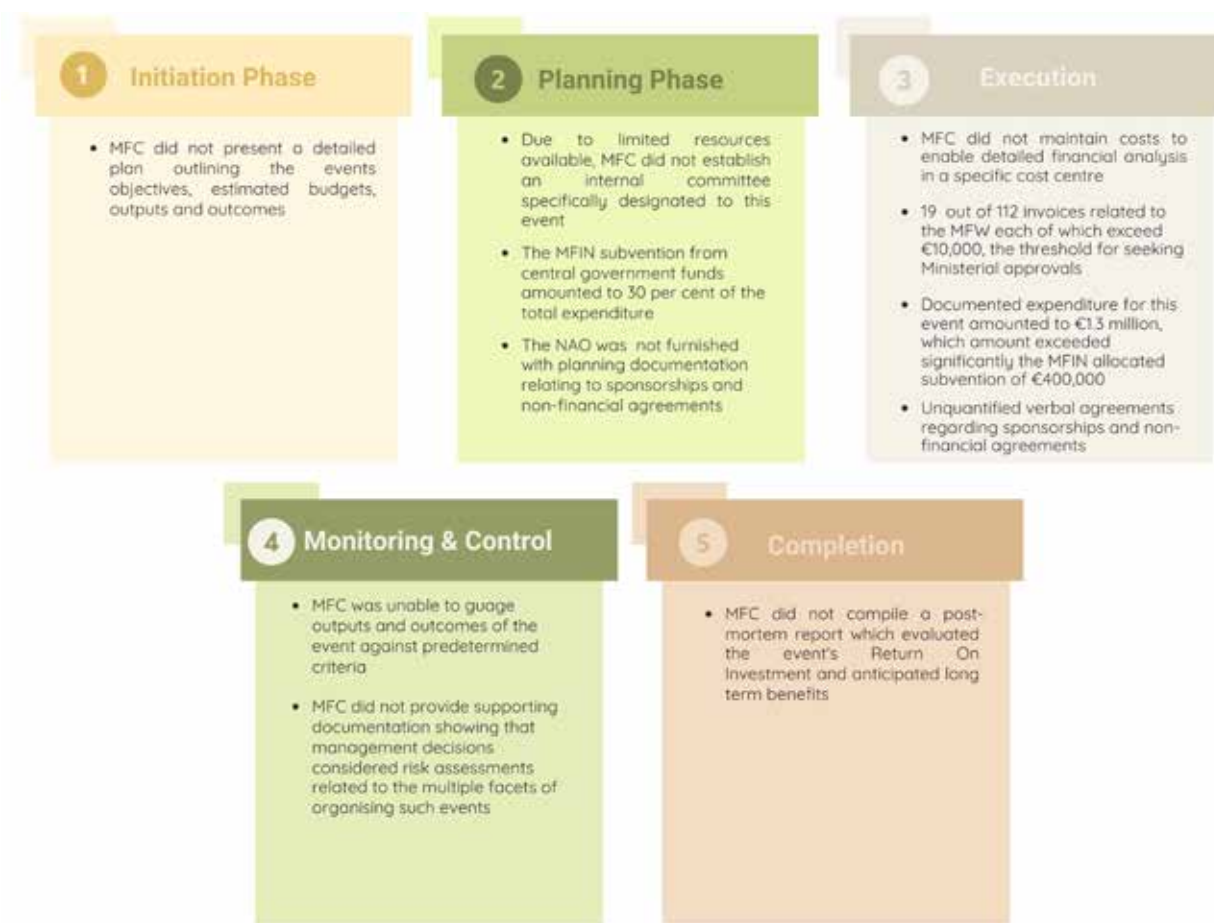 1 Initiation Phase
• MFC did not present a detailed
plan outlining the events
objectives, estimated budgets,
outputs and outcomes
2 Planning Phase
• Due to limited resources
available, MFC did not establish
an internal committee
specifically designated to this
event
• The MFIN subvention from
central government funds
amounted to 30 per cent of the
total expenditure
• The NAO was not furnished
with planning documentation
relating to sponsorships and
non-financial agreements
3 Execution
• MFC did not maintain costs to
enable detailed financial analysis
in a specific cost centre
• 19 out of 112 invoices related to
the MFW each of which exceed
€10,000, the threshold for seeking
Ministerial approvals
• Documented expenditure for this
event amounted to €1.3 million,
which amount exceeded
significantly the MFIN allocated
subvention of €400,000
• Unquantified verbal agreements
regarding sponsorships and non-
financial agreements
4 Monitoring & Control
• MFC was unable to guage
outputs and outcomes of the
event against predetermined
criteria
• MFC did not provide supporting
documentation showing that
management decisions
considered risk assessments
related to the multiple facets of
organising such events
5 Completion
• MFC did not compile a post-
mortem report which evaluated
the event's Return On
Investment and anticipated long
term benefits